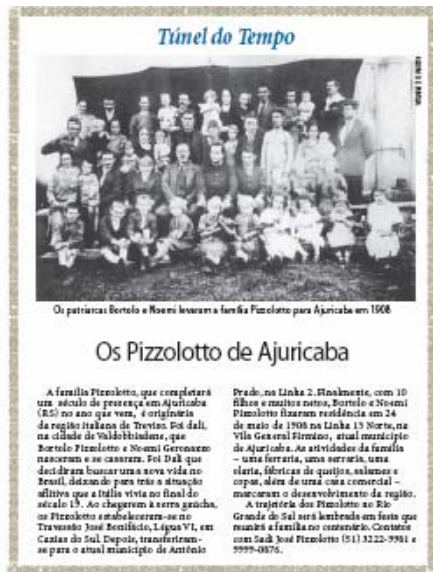 Túnel do Tempo
Os patriarcas Bortolo e Noemi levaram a família Pizzolotto para Ajuricaba em 1908
Os Pizzolotto de Ajuricaba
A família Pizzolotto, que completará
um século de presença em Ajuricaba
(RS) no ano que vem, é originária
da região italiana de Treviso. Foi dali,
na cidade de Valdobbiadene, que
Bortolo Pizzolotto e Noemi Geronazzo
nasceram e se casaram. Foi Dali que
decidiram buscar uma nova vida no
Brasil, deixando para trás a situação
aflitiva que a Itália vivia no final do
século 19. Ao chegarem à serra gaúcha,
os Pizzolotto estabeleceram-se no
Travessão José Bonifácio, Légua VI, em
Caxias do Sul. Depois, transferiram-
se para o atual município de Antônio
Prado, na Linha 2. Finalmente, com 10
filhos e muitos netos, Bortolo e Noemi
Pizzolotto fixaram residência em 24
de maio de 1908 na Linha 15 Norte, na
Vila General Firmino, atual município
de Ajuricaba. As atividades da família
– uma ferraria, uma serraria, uma
olaria, fábricas de queijos, salames e
copas, além de uma casa comercial –
marcaram o desenvolvimento da região.
A trajetória dos Pizzolotto no Rio
Grande do Sul será lembrada em festa que
reunirá a família no centenário. Contatos
com Sadi José Pizzolotto (51) 3222-9981 e
9999-0876.